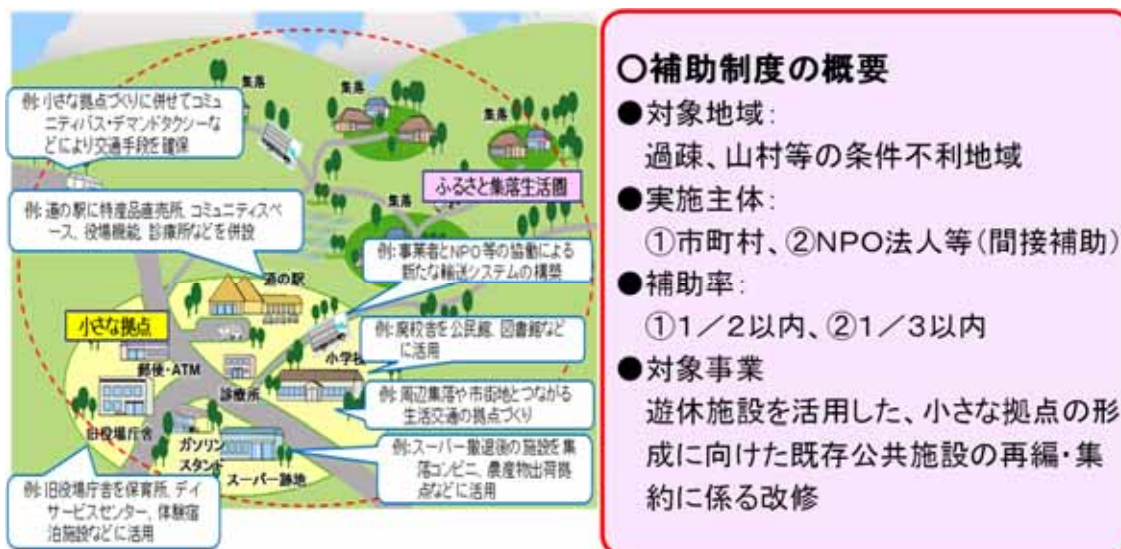 集落
集落
集落
例：小さな拠点づくりに併せてコミュ
ニティバス・デマンドタクシーな
どにより交通手段を確保
ふるさと集落生活圏
集落
例：道の駅に特産品直売所、コミュニティスペ
ース、役場機能、診療所などを併設
例：事業者とNPO等の協働による
新たな輸送システムの構築
道の駅
小さな拠点
郵便・ATM
診療所
小学校
例：廃校舎を公民館、図書館など
に活用
例：周辺集落や市街地とつながる
生活交通の拠点づくり
旧役場庁舎
ガソリン
スタンド
スーパー跡地
例：スーパー撤退後の施設を集
落コンビニ、農産物出荷拠
点などに活用
例：旧役場庁舎を保育所、デイ
サービスセンター、体験宿
泊施設などに活用
○補助制度の概要
●対象地域：
過疎、山村等の条件不利地域
●実施主体：
①市町村、②NPO法人等（間接補助）
●補助率：
①1／2以内、②1／3以内
●対象事業
遊休施設を活用した、小さな拠点の形
成に向けた既存公共施設の再編・集
約に係る改修